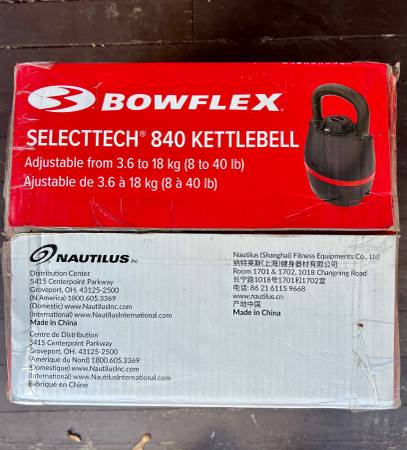 BOWFLEX®
SELECTTECH® 840 KETTLEBELL
Adjustable from 3.6 to 18 kg (8 to 40 lb)
Ajustable de 3.6 à 18 kg (8 à 40 lb)
NAUTILUS inc
Distribution Center
5415 Centerpoint Parkway
Groveport, OH. 43125-2500
(N.America) 1800.605.3369
(Domestic) www.NautilusInc.com
(International) www.NautilusInternational.com
Made in China
Centre de Distribution
5415 Centerpoint Parkway
Groveport, OH. 43125-2500
(Amérique du Nord) 1800.605.3369
(Domestique) www.NautilusInc.com
(International) www.NautilusInternational.com
Fabriqué en Chine
Nautilus (Shanghai) Fitness Equipments Co., Ltd
纳特莱斯(上海)健身器材有限公司
Room 1701 & 1702, 1018 Changning Road
长宁路1018号1701和1702室
电话: 86 21 6115 9668
www.nautilus.cn
产地中国
Made in China